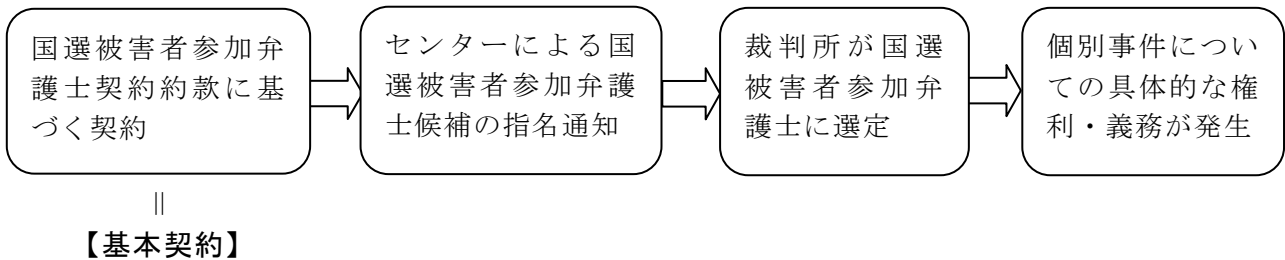 国選被害者参加弁
護士契約約款に基
づく契約
センターによる国
選被害者参加弁護
士候補の指名通知
裁判所が国選
被害者参加弁
護士に選定
個別事件につい
ての具体的な権
利・義務が発生
||
【基本契約】